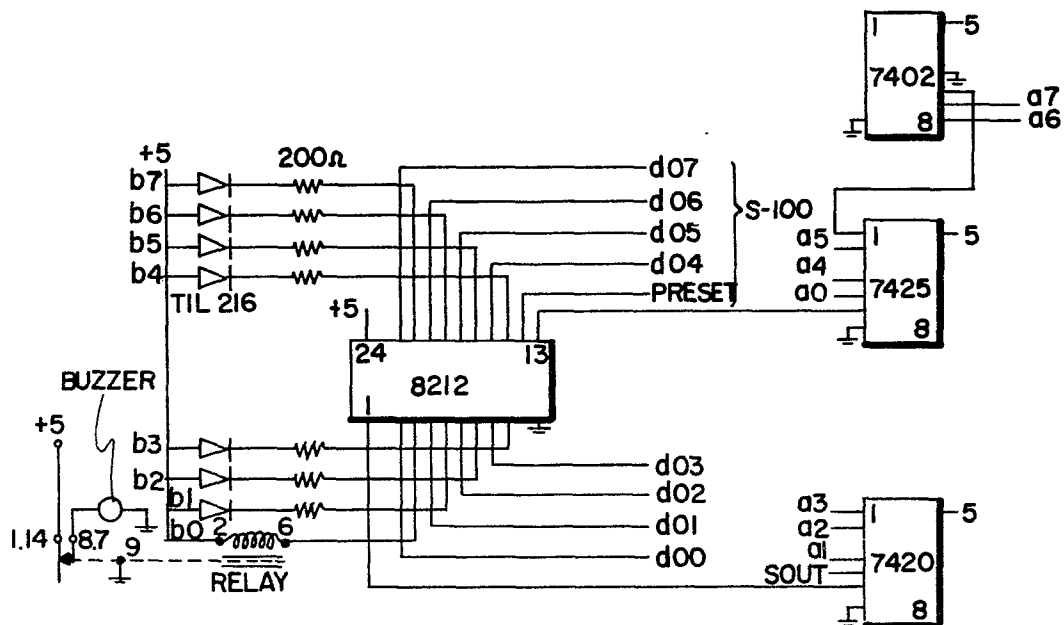 1 5
7402
8
a7
a6
+5
200Ω
b7
d07
b6
d06
S-100
b5
d05
b4
d04
TIL 216
PRESET
a5
1 5
a4
7425
a0
8
+5
24 13
8212
1
BUZZER
+5
b3
d03
b2
d02
b1
d01
b0 2 6
1.14 8.7 9
d00
RELAY
a3
1 5
a2
a1
7420
SOUT
8